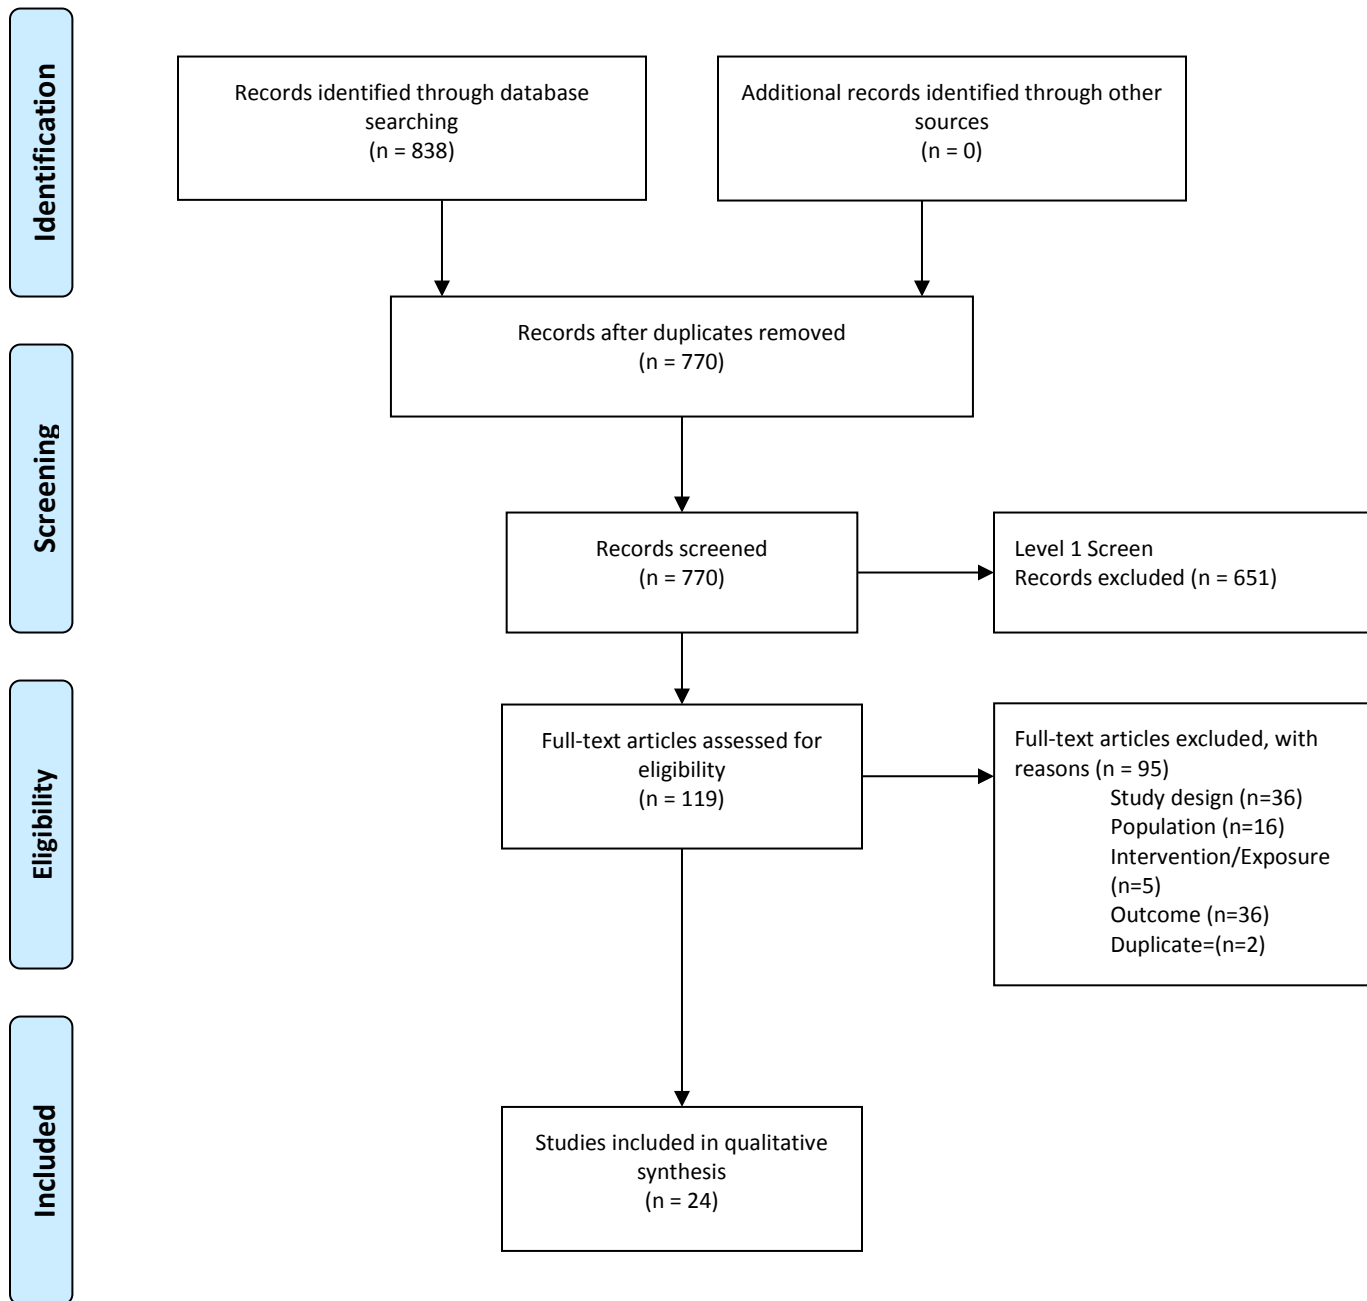 Identification
Records identified through database
searching
(n = 838)
Additional records identified through other
sources
(n = 0)
Records after duplicates removed
(n = 770)
Screening
Records screened
(n = 770)
Level 1 Screen
Records excluded (n = 651)
Eligibility
Full-text articles assessed for
eligibility
(n = 119)
Full-text articles excluded, with
reasons (n = 95)
Study design (n=36)
Population (n=16)
Intervention/Exposure
(n=5)
Outcome (n=36)
Duplicate=(n=2)
Included
Studies included in qualitative
synthesis
(n = 24)